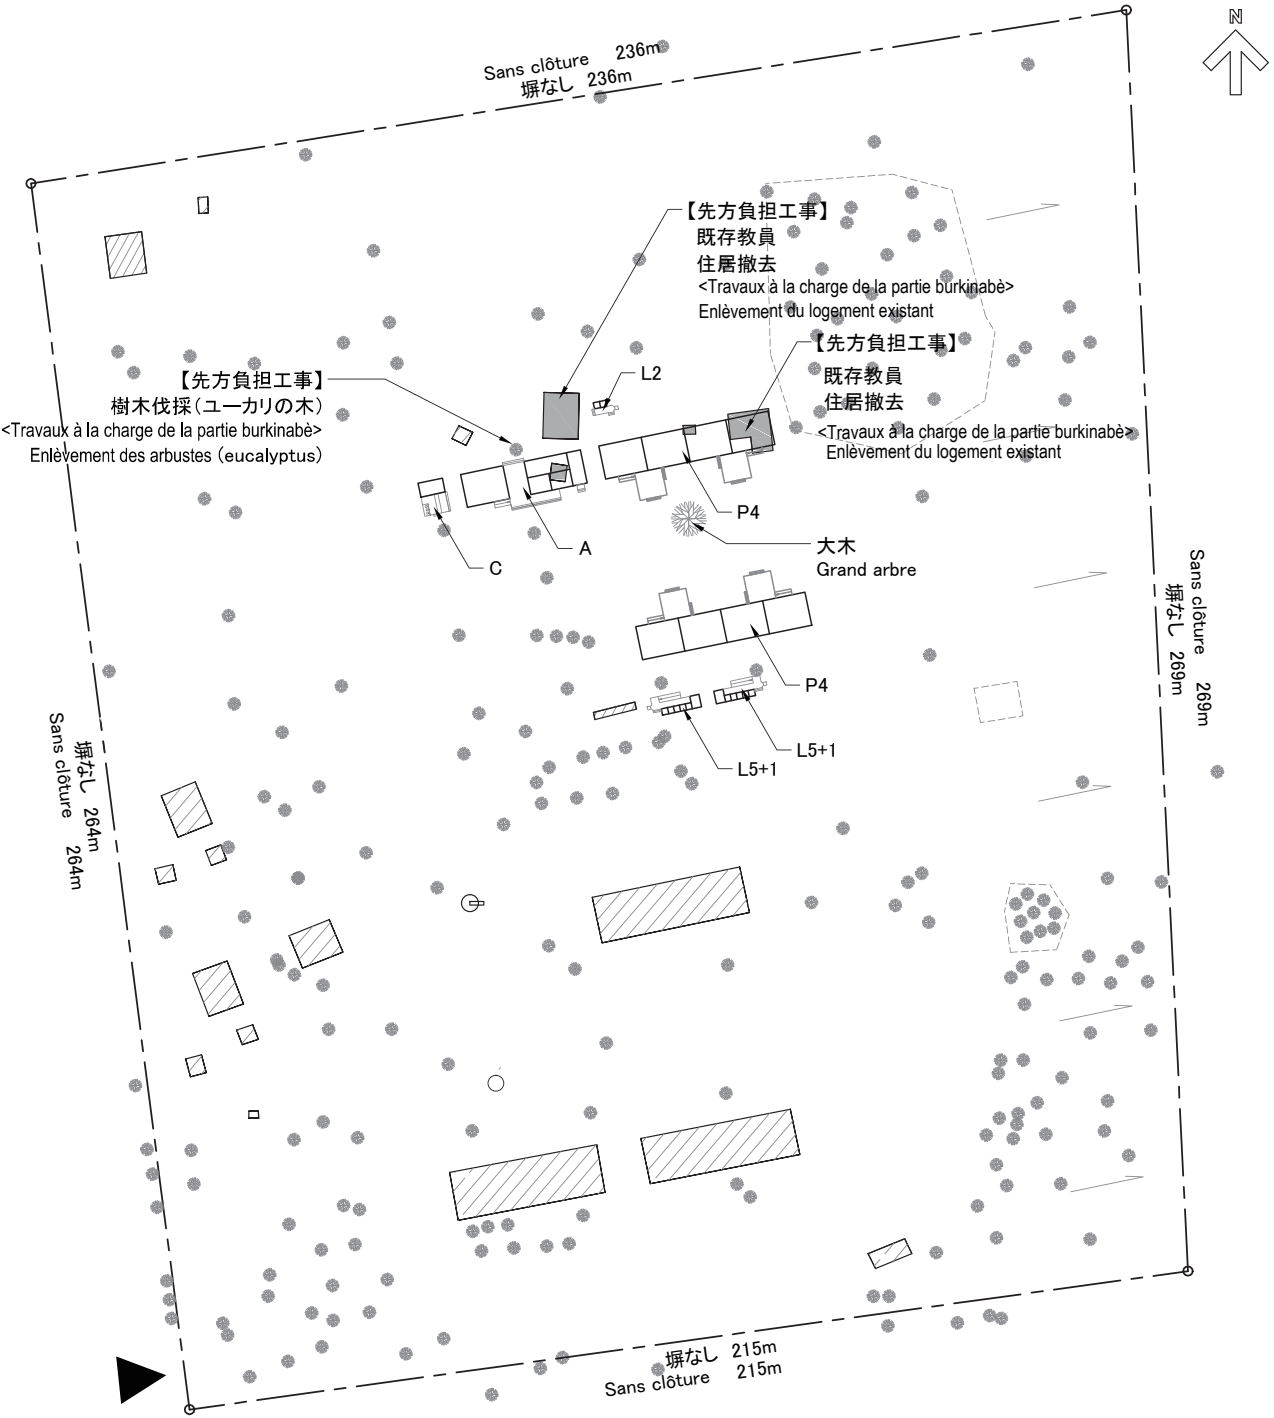 N
Sans clôture 236m
塀なし 236m
【先方負担工事】
既存教員
住居撤去
<Travaux à la charge de la partie burkinabè>
Enlèvement du logement existant
【先方負担工事】
既存教員
住居撤去
<Travaux à la charge de la partie burkinabè>
Enlèvement du logement existant
L2
【先方負担工事】
樹木伐採(ユーカリの木)
<Travaux à la charge de la partie burkinabè>
Enlèvement des arbustes (eucalyptus)
P4
A
C
大木
Grand arbre
Sans clôture 269m
塀なし 269m
P4
L5+1
L5+1
塀なし 264m
Sans clôture 264m
塀なし 215m
Sans clôture 215m